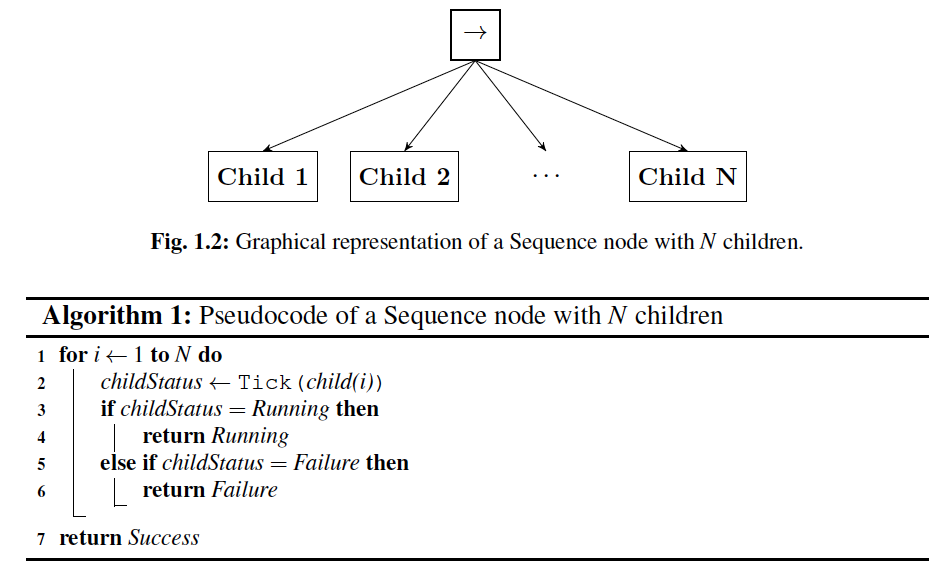 →
Child 1 Child 2 ... Child N
Fig. 1.2: Graphical representation of a Sequence node with N children.
Algorithm 1: Pseudocode of a Sequence node with N children
1 for i ← 1 to N do
2 childStatus ← Tick(child(i))
3 if childStatus = Running then
4 return Running
5 else if childStatus = Failure then
6 return Failure
7 return Success